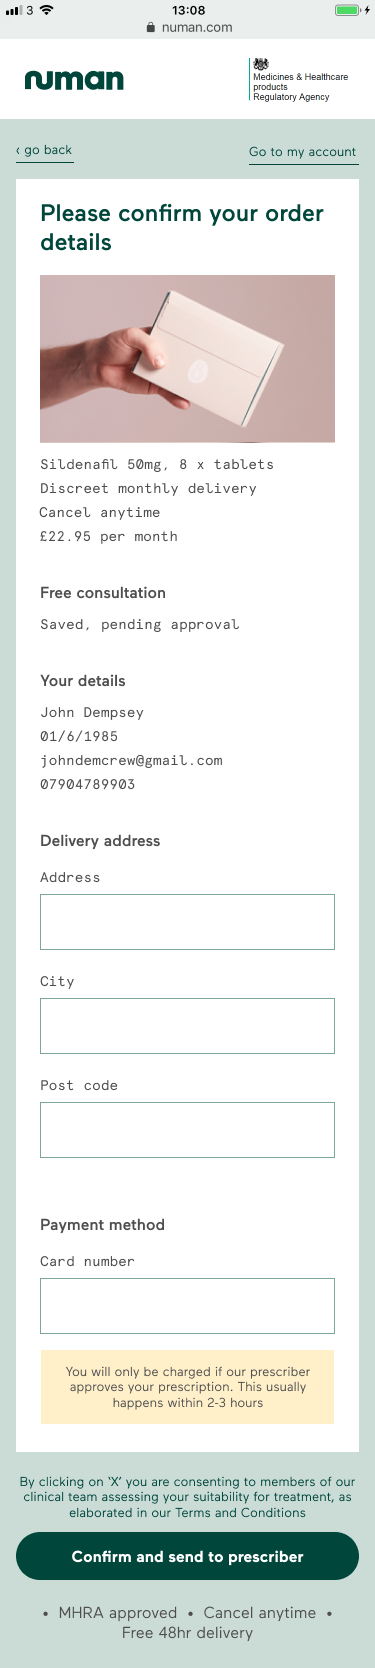 3 13:08
numan.com
numan
Medicines & Healthcare
products
Regulatory Agency
‹ go back
Go to my account
Please confirm your order
details
Sildenafil 50mg, 8 x tablets
Discreet monthly delivery
Cancel anytime
£22.95 per month
Free consultation
Saved, pending approval
Your details
John Dempsey
01/6/1985
johndemcrew@gmail.com
07904789903
Delivery address
Address
City
Post code
Payment method
Card number
You will only be charged if our prescriber
approves your prescription. This usually
happens within 2-3 hours
By clicking on ‘X’ you are consenting to members of our
clinical team assessing your suitability for treatment, as
elaborated in our Terms and Conditions
Confirm and send to prescriber
• MHRA approved • Cancel anytime •
Free 48hr delivery